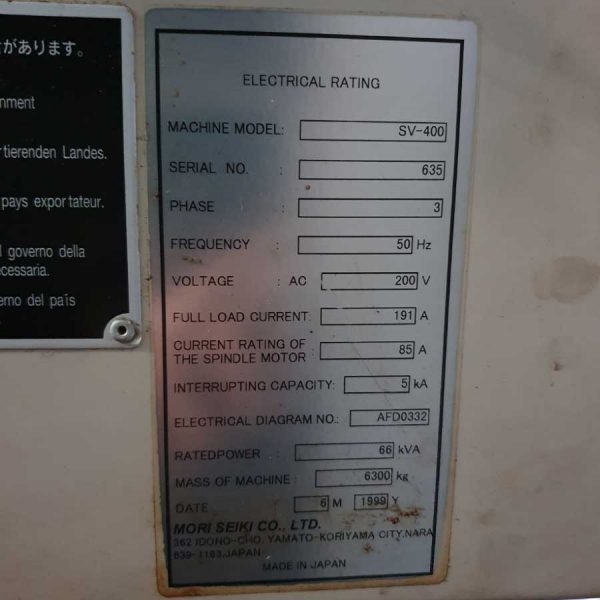 があります。
nment
tierenden Landes.
pays exportateur.
l governo della
cessaria.
erno del país
ELECTRICAL RATING
MACHINE MODEL: SV-400
SERIAL NO. : 635
PHASE : 3
FREQUENCY : 50 Hz
VOLTAGE : AC 200 V
FULL LOAD CURRENT: 191 A
CURRENT RATING OF
THE SPINDLE MOTOR : 85 A
INTERRUPTING CAPACITY: 5 kA
ELECTRICAL DIAGRAM NO.: AFD0332
RATEDPOWER : 66 kVA
MASS OF MACHINE : 6300 kg
DATE : 6 M 1999 Y
MORI SEIKI CO., LTD.
362 IDONO-CHO, YAMATO-KORIYAMA CITY, NARA
639-1183, JAPAN
MADE IN JAPAN